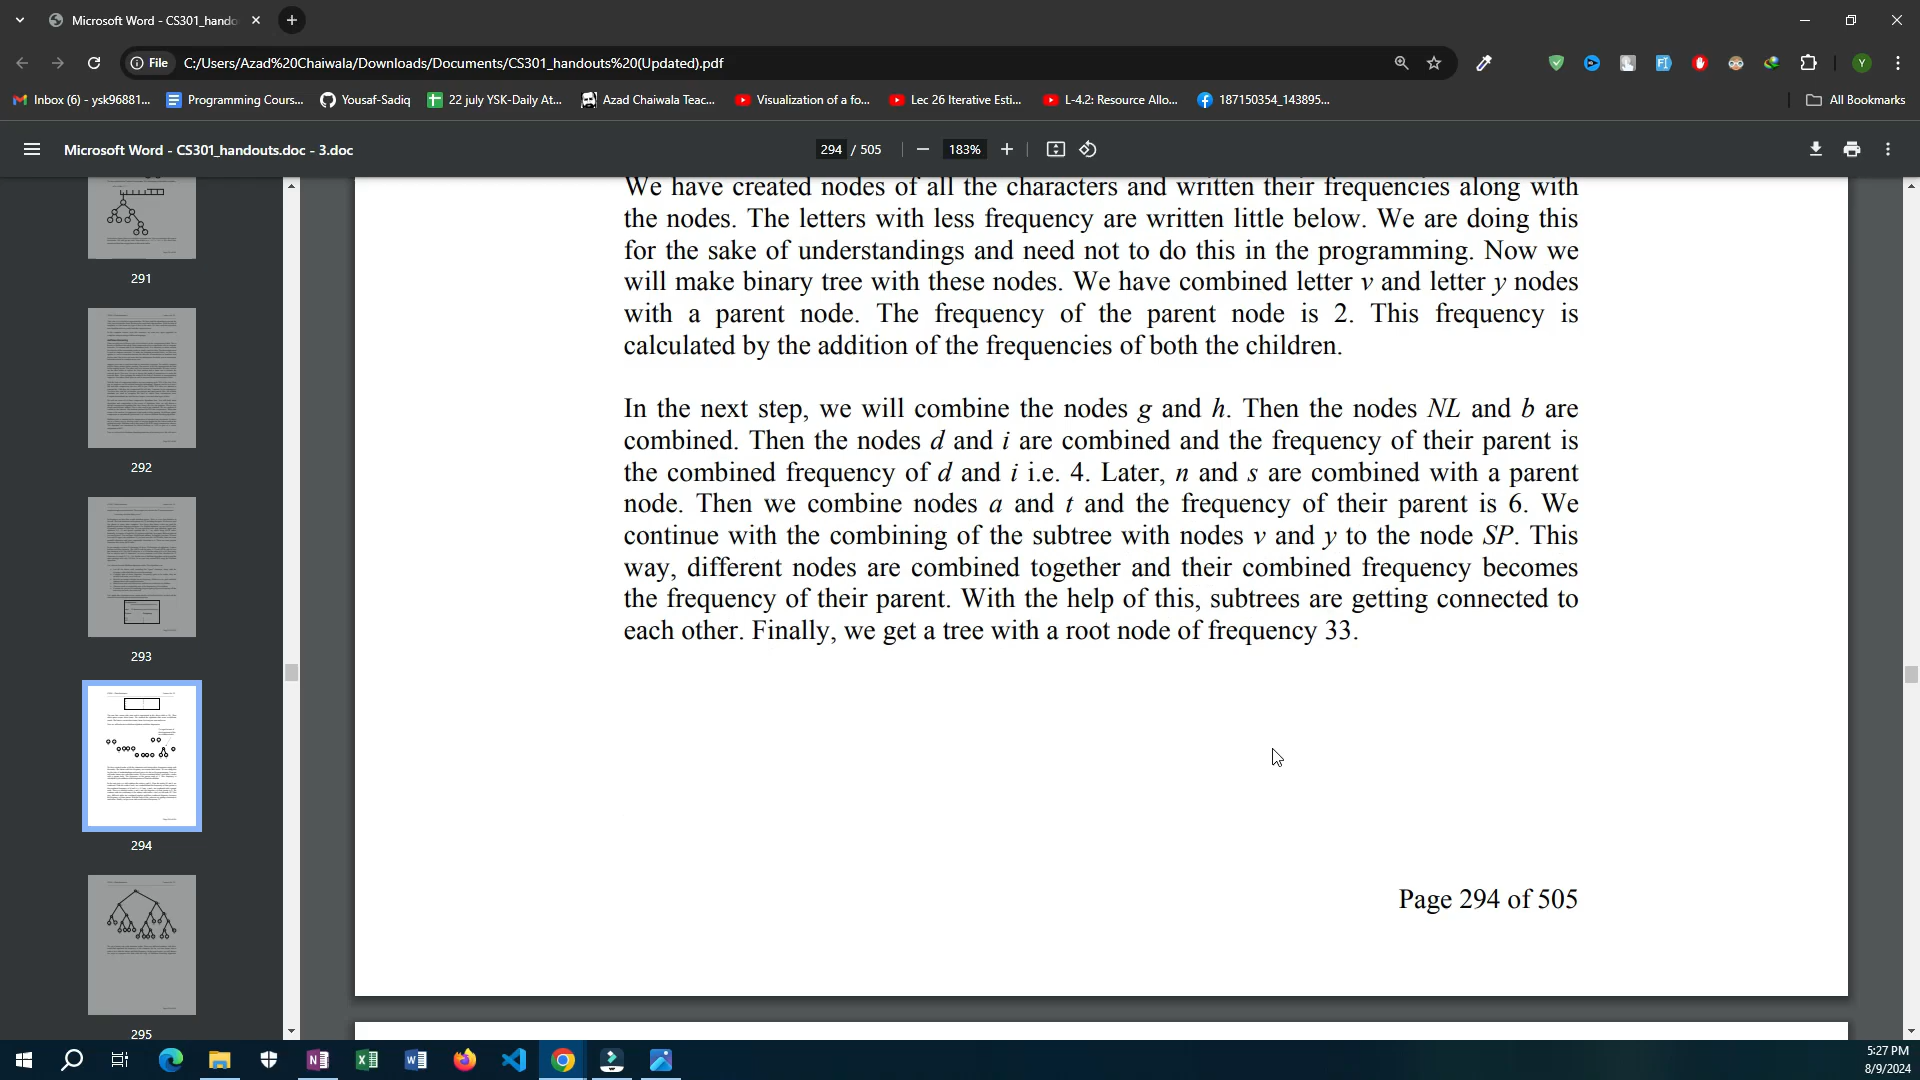 Microsoft Word - CS301_hando
File C:/Users/Azad%20Chaiwala/Downloads/Documents/CS301_handouts%20(Updated).pdf
Y
Inbox (6) - ysk96881... Programming Cours... Yousaf-Sadiq 22 july YSK-Daily At... Azad Chaiwala Teac... Visualization of a fo... Lec 26 Iterative Esti... L-4.2: Resource Allo... 187150354_143895... All Bookmarks
Microsoft Word - CS301_handouts.doc - 3.doc 294 / 505 183%
291
292
293
294
295
We have created nodes of all the characters and written their frequencies along with
the nodes. The letters with less frequency are written little below. We are doing this
for the sake of understandings and need not to do this in the programming. Now we
will make binary tree with these nodes. We have combined letter v and letter y nodes
with a parent node. The frequency of the parent node is 2. This frequency is
calculated by the addition of the frequencies of both the children.
In the next step, we will combine the nodes g and h. Then the nodes NL and b are
combined. Then the nodes d and i are combined and the frequency of their parent is
the combined frequency of d and i i.e. 4. Later, n and s are combined with a parent
node. Then we combine nodes a and t and the frequency of their parent is 6. We
continue with the combining of the subtree with nodes v and y to the node SP. This
way, different nodes are combined together and their combined frequency becomes
the frequency of their parent. With the help of this, subtrees are getting connected to
each other. Finally, we get a tree with a root node of frequency 33.
Page 294 of 505
5:27 PM
8/9/2024